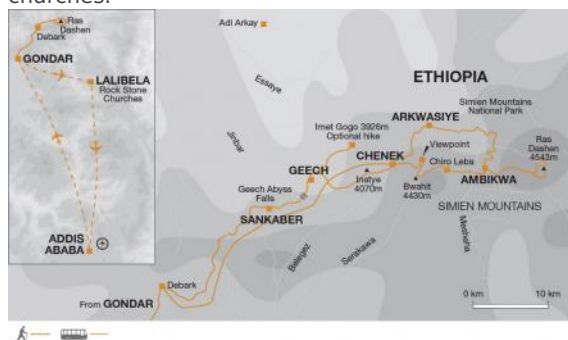 churches.
Ras
Dashen
Debark
GONDAR
LALIBELA
Rock Stone
Churches
ADDIS
ABABA
Adi Arkay
Essaye
ETHIOPIA
Simien Mountains
National Park
ARKWASIYE
Imet Gogo 3926m
Optional hike
Jinbar
Viewpoint
Ras
Dashen
4543m
CHENEK
Chiro Leba
GEECH
Inatye
4070m
AMBIKWA
Geech Abyss
Falls
Bwahit
4430m
SANKABER
SIMIEN MOUNTAINS
Mesheha
Serakawa
Belegez
Debark
From GONDAR
0 km
10 km